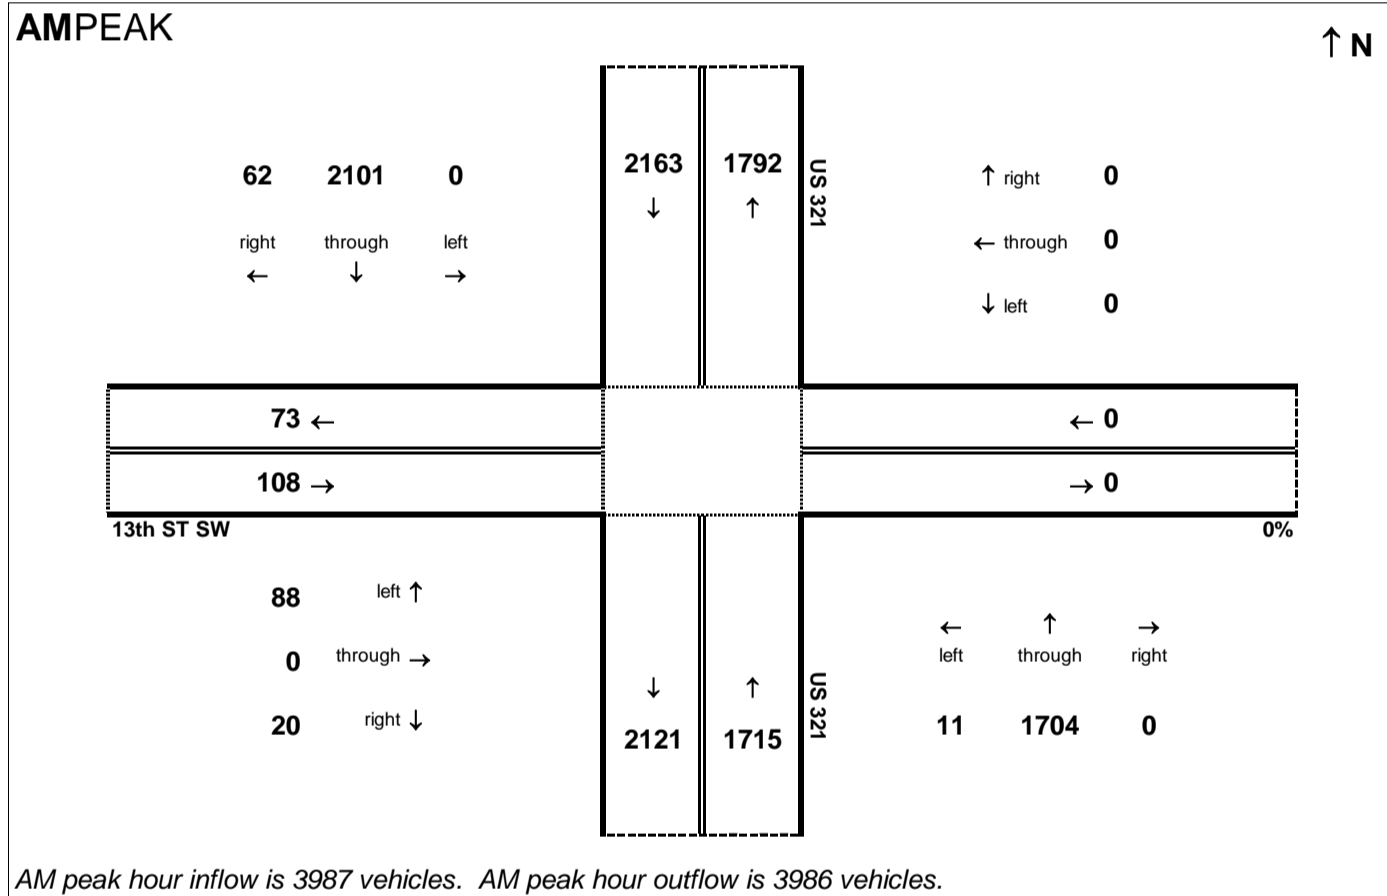 AMPEAK
↑ N
62 2101 0
right through left
← ↓ →
2163 1792
↓ ↑
US 321
↑ right 0
← through 0
↓ left 0
73 ←
108 →
← 0
→ 0
13th ST SW
0%
88 left ↑
0 through →
20 right ↓
↓ ↑
2121 1715
US 321
← ↑ →
left through right
11 1704 0
AM peak hour inflow is 3987 vehicles. AM peak hour outflow is 3986 vehicles.